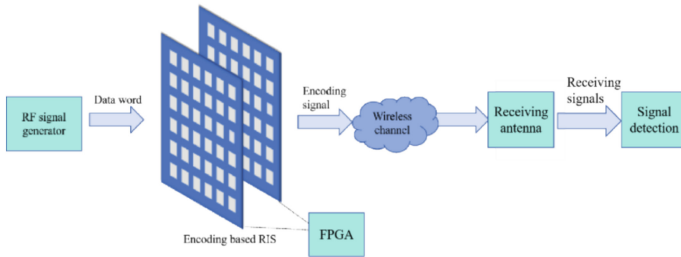 RF signal
generator
Data word
Encoding based RIS
FPGA
Encoding
signal
Wireless
channel
Receiving
antenna
Receiving
signals
Signal
detection